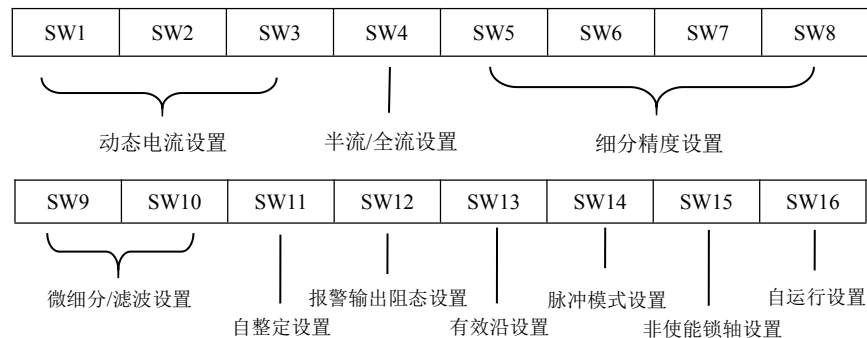 SW1 SW2 SW3 SW4 SW5 SW6 SW7 SW8
动态电流设置 半流/全流设置 细分精度设置
SW9 SW10 SW11 SW12 SW13 SW14 SW15 SW16
微细分/滤波设置 报警输出阻态设置 脉冲模式设置 自运行设置
自整定设置 有效沿设置 非使能锁轴设置